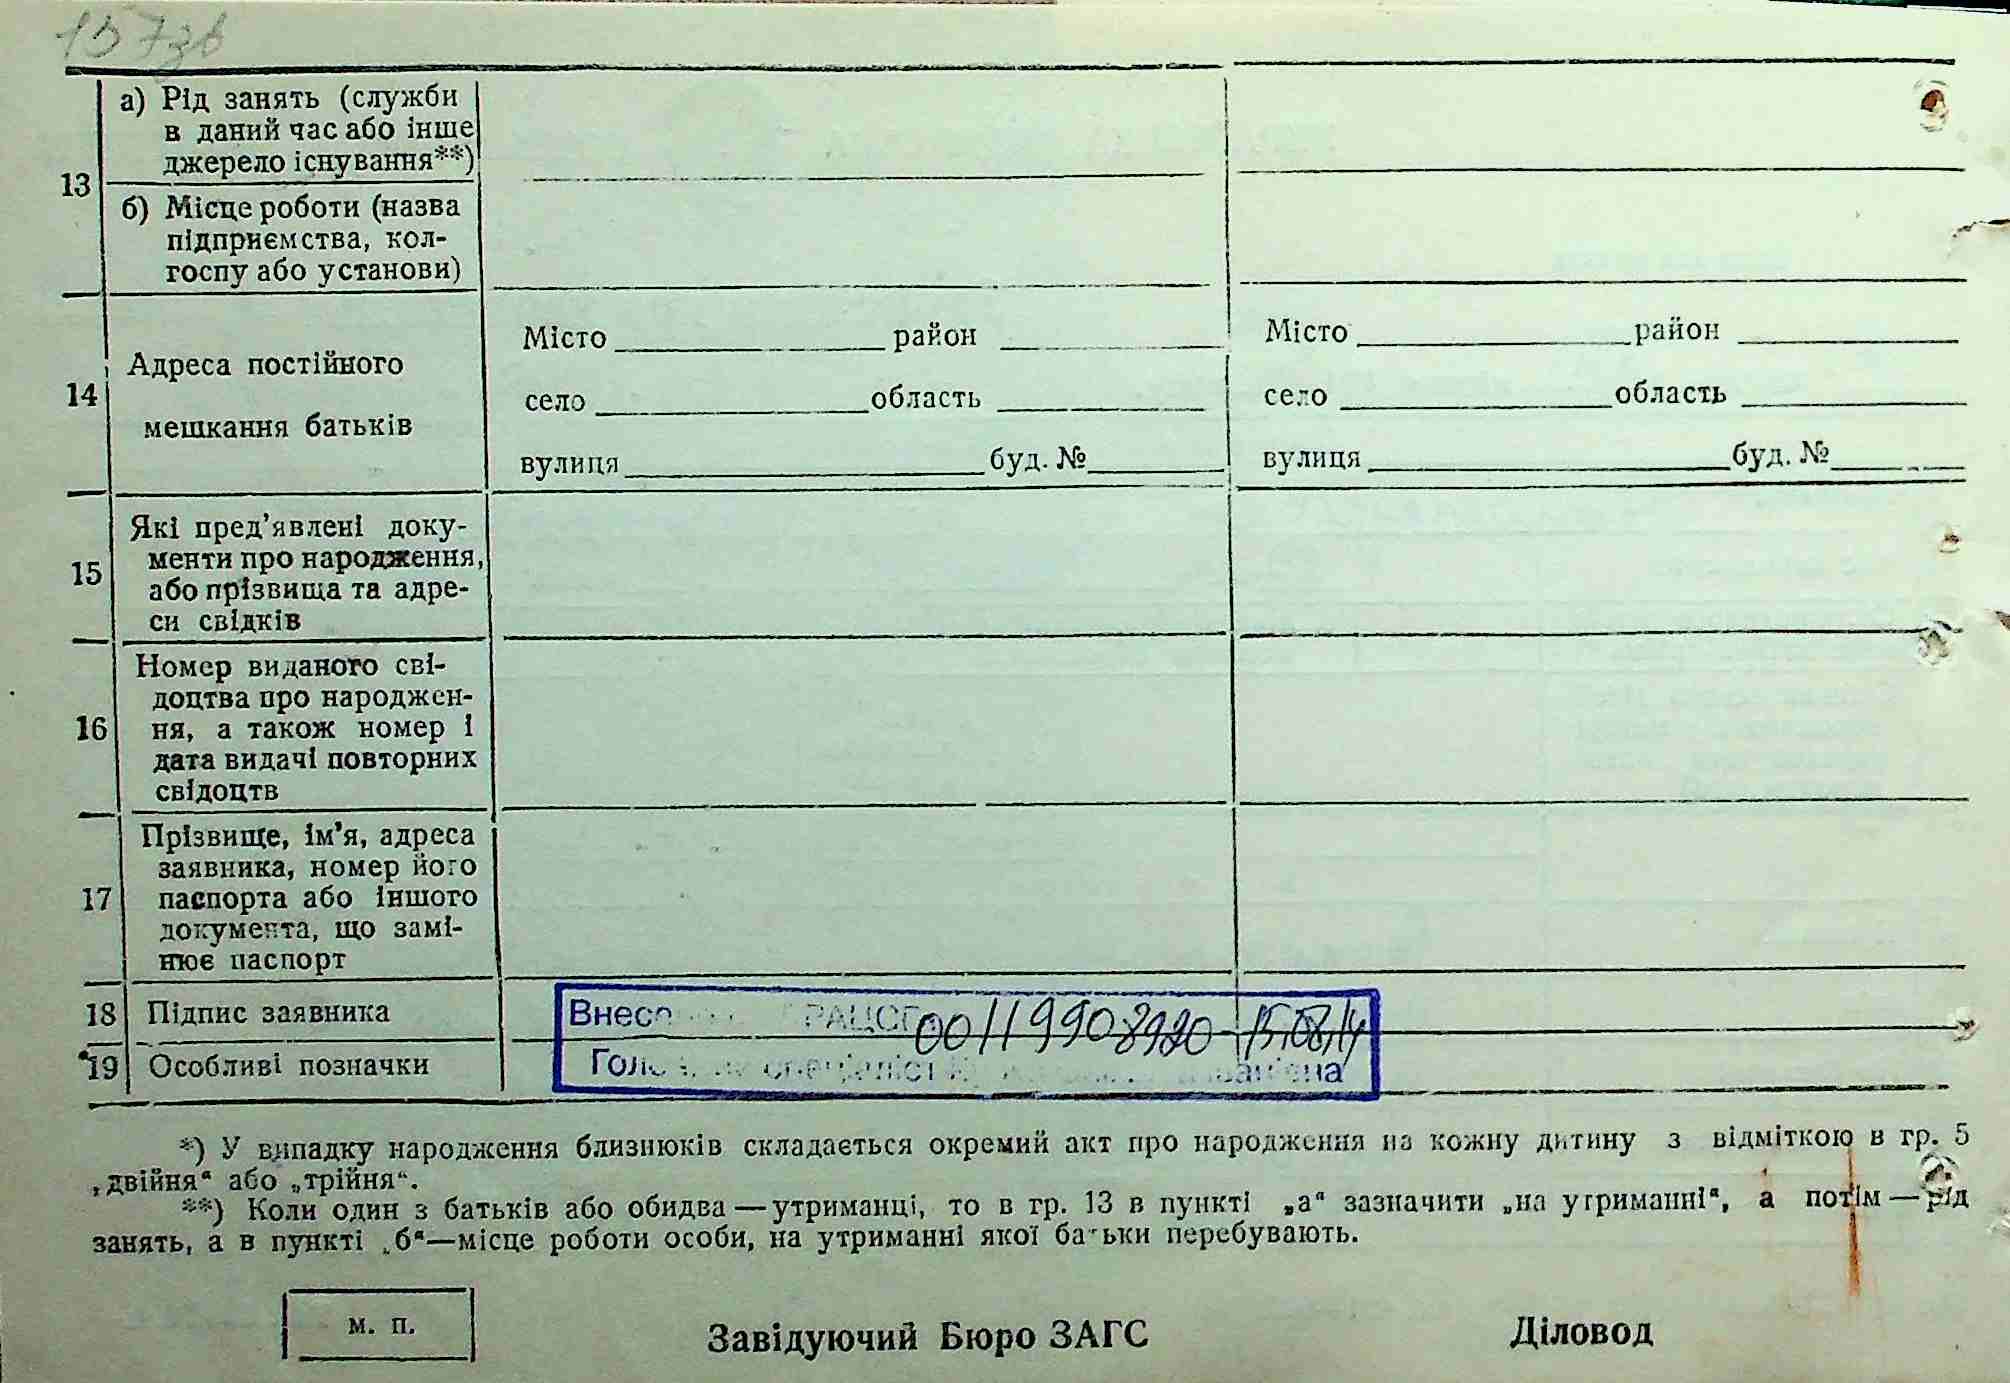 157зв
13
а) Рід занять (служби
в даний час або інше
джерело існування**)
б) Місце роботи (назва
підприємства, кол-
госпу або установи)
14
Адреса постійного
мешкання батьків
Місто район
село область
вулиця буд. №
Місто район
село область
вулиця буд. №
15
Які пред’явлені доку-
менти про народження,
або прізвища та адре-
си свідків
16
Номер виданого сві-
доцтва про народжен-
ня, а також номер і
дата видачі повторних
свідоцтв
17
Прізвище, ім’я, адреса
заявника, номер його
паспорта або іншого
документа, що замі-
нює паспорт
18 Підпис заявника
19 Особливі позначки
00119908920 15.08.14
*) У випадку народження близнюків складається окремий акт про народження на кожну дитину з відміткою в гр. 5
„двійня“ або „трійня“.
**) Коли один з батьків або обидва — утриманці, то в гр. 13 в пункті „а“ зазначити „на утриманні“, а потім — рід
занять, а в пункті „б“—місце роботи особи, на утриманні якої батьки перебувають.
м. п.
Завідуючий Бюро ЗАГС
Діловод